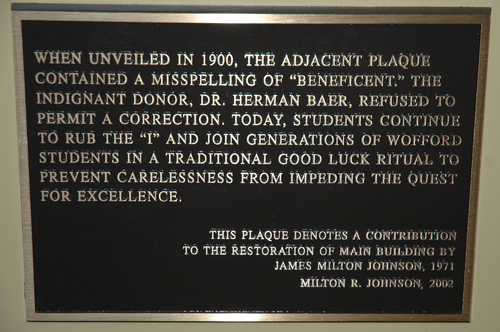 WHEN UNVEILED IN 1900, THE ADJACENT PLAQUE
CONTAINED A MISSPELLING OF "BENEFICENT." THE
INDIGNANT DONOR, DR. HERMAN BAER, REFUSED TO
PERMIT A CORRECTION. TODAY, STUDENTS CONTINUE
TO RUB THE "I" AND JOIN GENERATIONS OF WOFFORD
STUDENTS IN A TRADITIONAL GOOD LUCK RITUAL TO
PREVENT CARELESSNESS FROM IMPEDING THE QUEST
FOR EXCELLENCE.
THIS PLAQUE DENOTES A CONTRIBUTION
TO THE RESTORATION OF MAIN BUILDING BY
JAMES MILTON JOHNSON, 1971
MILTON R. JOHNSON, 2002